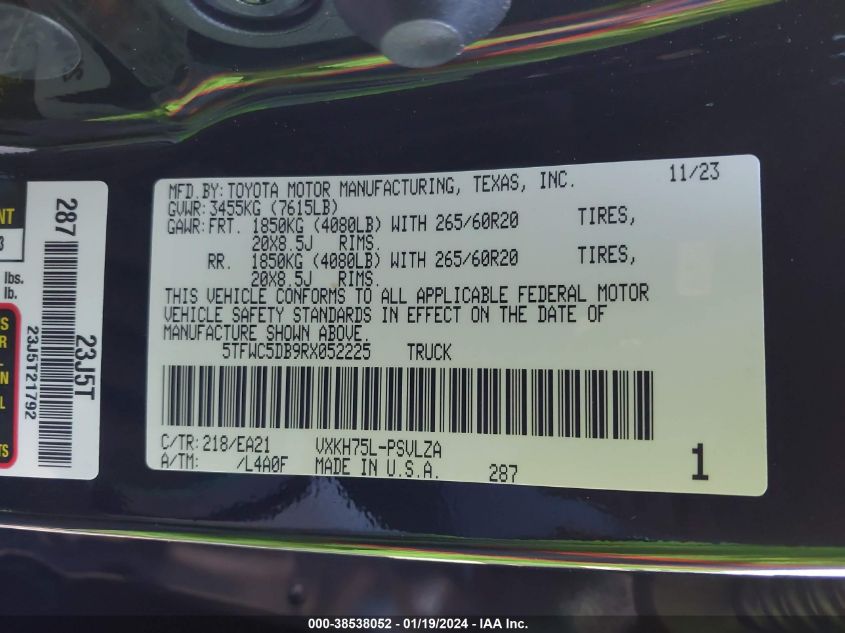 MFD.BY:TOYOTA MOTOR MANUFACTURING, TEXAS, INC. 11/23
GVWR:3455KG (7615LB)
GAWR:FRT. 1850KG (4080LB) WITH 265/60R20 TIRES,
20X8.5J RIMS.
RR. 1850KG (4080LB) WITH 265/60R20 TIRES,
20X8.5J RIMS.
THIS VEHICLE CONFORMS TO ALL APPLICABLE FEDERAL MOTOR
VEHICLE SAFETY STANDARDS IN EFFECT ON THE DATE OF
MANUFACTURE SHOWN ABOVE.
5TFWC5DB9RX052225 TRUCK
C/TR:218/EA21 VXKH75L-PSVLZA
A/TM: /L4A0F MADE IN U.S.A. 287 1
287
23J5T
23J5T21792
lbs.
lb.
000-38538052 - 01/19/2024 - IAA Inc.